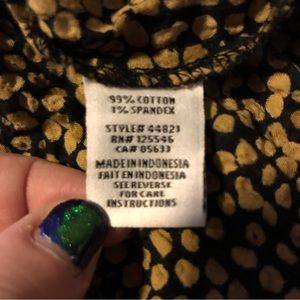 99% COTTON
1% SPANDEX
STYLE# 44821
RN# 125546
CA# 05633
MADE IN INDONESIA
FAIT EN INDONESIA
SEE REVERSE
FOR CARE
INSTRUCTIONS